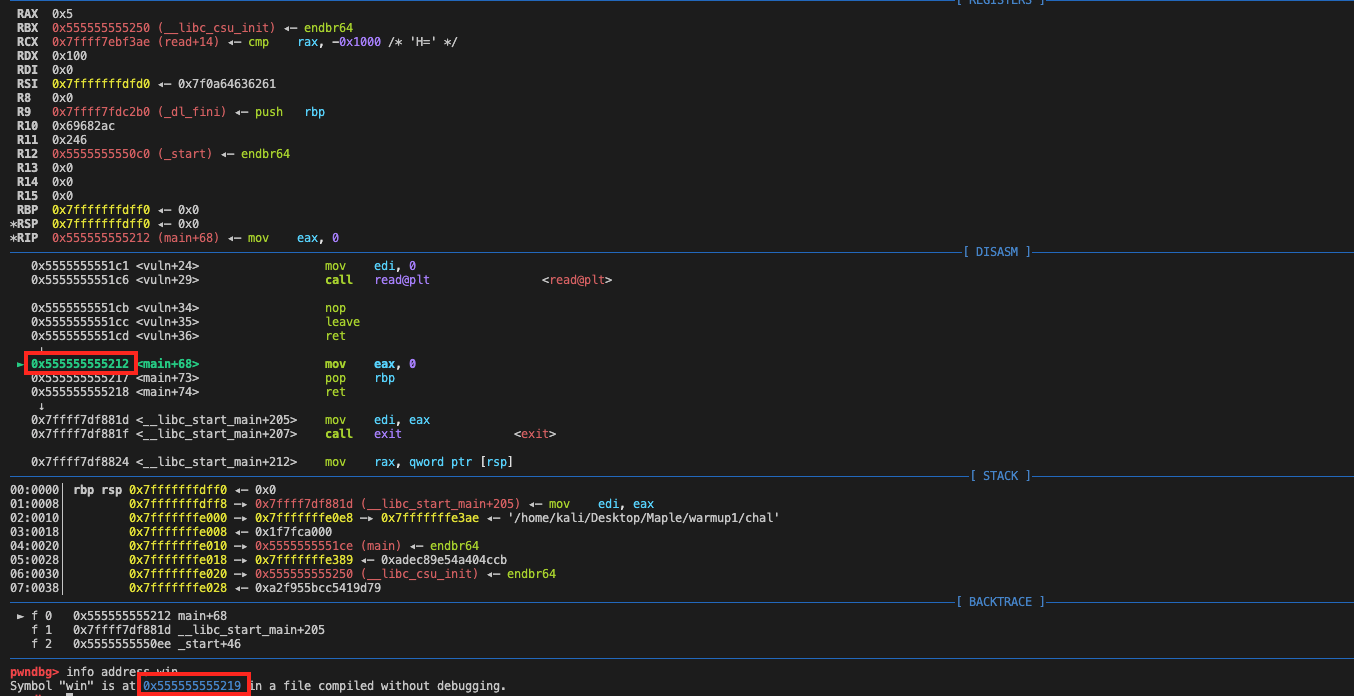 [ REGISTERS ]
RAX  0x5
RBX  0x555555555250 (__libc_csu_init) ◂— endbr64
RCX  0x7ffff7ebf3ae (read+14) ◂— cmp    rax, -0x1000 /* 'H=' */
RDX  0x100
RDI  0x0
RSI  0x7fffffffdfd0 ◂— 0x7f0a64636261
R8   0x0
R9   0x7ffff7fdc2b0 (_dl_fini) ◂— push   rbp
R10  0x69682ac
R11  0x246
R12  0x5555555550c0 (_start) ◂— endbr64
R13  0x0
R14  0x0
R15  0x0
RBP  0x7fffffffdff0 ◂— 0x0
*RSP  0x7fffffffdff0 ◂— 0x0
*RIP  0x555555555212 (main+68) ◂— mov    eax, 0
[ DISASM ]
0x5555555551c1 <vuln+24>    mov    edi, 0
0x5555555551c6 <vuln+29>    call   read@plt    <read@plt>
0x5555555551cb <vuln+34>    nop
0x5555555551cc <vuln+35>    leave
0x5555555551cd <vuln+36>    ret
↓
► 0x555555555212 <main+68>    mov    eax, 0
0x555555555217 <main+73>    pop    rbp
0x555555555218 <main+74>    ret
↓
0x7ffff7df881d <__libc_start_main+205>    mov    edi, eax
0x7ffff7df881f <__libc_start_main+207>    call   exit    <exit>
0x7ffff7df8824 <__libc_start_main+212>    mov    rax, qword ptr [rsp]
[ STACK ]
00:0000│ rbp rsp 0x7fffffffdff0 ◂— 0x0
01:0008│         0x7fffffffdff8 —▸ 0x7ffff7df881d (__libc_start_main+205) ◂— mov    edi, eax
02:0010│         0x7fffffffe000 —▸ 0x7fffffffe0e8 —▸ 0x7fffffffe3ae ◂— '/home/kali/Desktop/Maple/warmup1/chal'
03:0018│         0x7fffffffe008 ◂— 0x1f7fca000
04:0020│         0x7fffffffe010 —▸ 0x5555555551ce (main) ◂— endbr64
05:0028│         0x7fffffffe018 —▸ 0x7fffffffe389 ◂— 0xadec89e54a404ccb
06:0030│         0x7fffffffe020 —▸ 0x555555555250 (__libc_csu_init) ◂— endbr64
07:0038│         0x7fffffffe028 ◂— 0xa2f955bcc5419d79
[ BACKTRACE ]
► f 0   0x555555555212 main+68
f 1   0x7ffff7df881d __libc_start_main+205
f 2   0x5555555550ee _start+46
pwndbg> info address win
Symbol "win" is at 0x555555555219 in a file compiled without debugging.